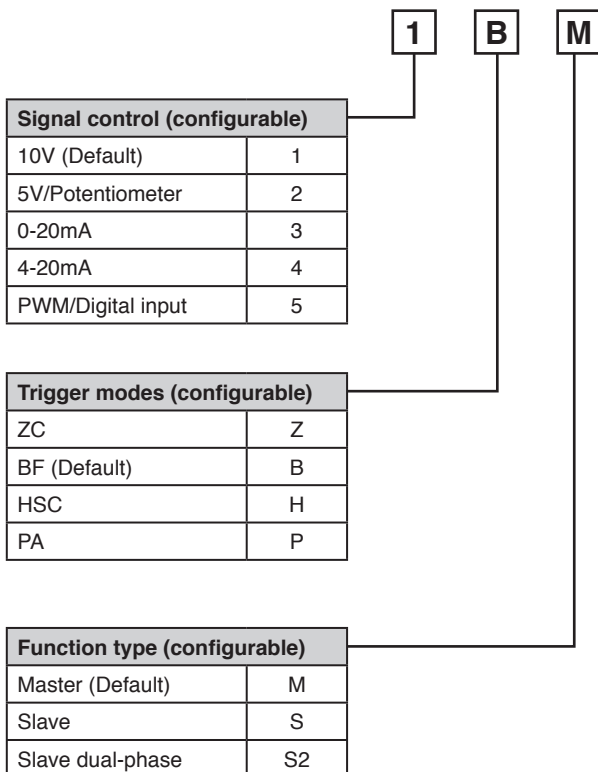 1 B M
Signal control (configurable)
10V (Default) 1
5V/Potentiometer 2
0-20mA 3
4-20mA 4
PWM/Digital input 5
Trigger modes (configurable)
ZC Z
BF (Default) B
HSC H
PA P
Function type (configurable)
Master (Default) M
Slave S
Slave dual-phase S2